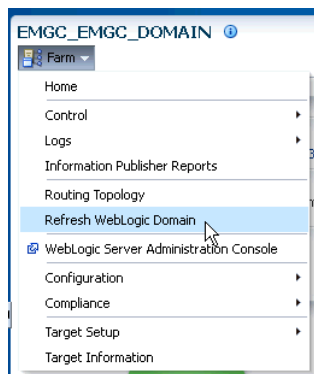 EMGC_EMGC_DOMAIN
Farm
Home
Control
Logs
Information Publisher Reports
Routing Topology
Refresh WebLogic Domain
WebLogic Server Administration Console
Configuration
Compliance
Target Setup
Target Information